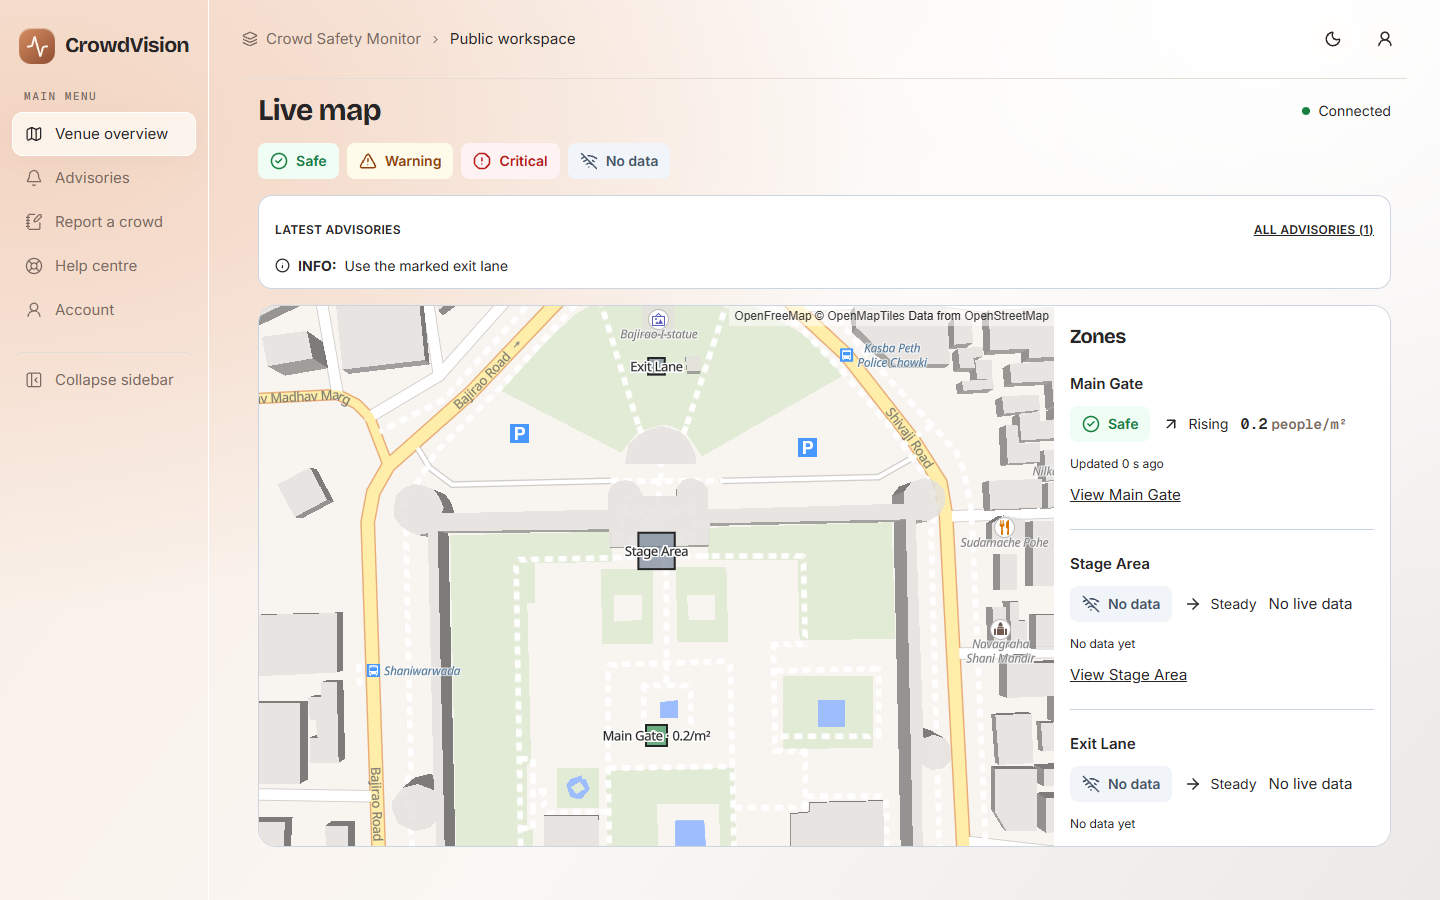 CrowdVision
MAIN MENU
Venue overview
Advisories
Report a crowd
Help centre
Account
Collapse sidebar
Crowd Safety Monitor
Public workspace
Live map
Connected
Safe
Warning
Critical
No data
LATEST ADVISORIES
ALL ADVISORIES (1)
INFO: Use the marked exit lane
OpenFreeMap © OpenMapTiles Data from OpenStreetMap
Bajirao-I-statue
Kasba Peth
Police Chowki
Exit Lane
Bajirao Road
av Madhav Marg
P
P
Shivaji Road
Sudamache Pohe
Stage Area
Navagraha
Shani Mandir
Shaniwarwada
Main Gate · 0.2/m²
Bajirao Road
Zones
Main Gate
Safe
Rising
0.2 people/m²
Updated 0 s ago
View Main Gate
Stage Area
No data
Steady
No live data
No data yet
View Stage Area
Exit Lane
No data
Steady
No live data
No data yet